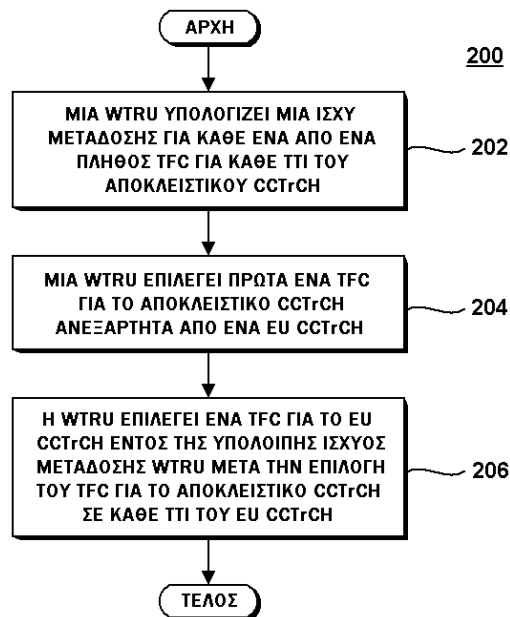 ΑΡΧΗ
200
ΜΙΑ WTRU ΥΠΟΛΟΓΙΖΕΙ ΜΙΑ ΙΣΧΥ
ΜΕΤΑΔΟΣΗΣ ΓΙΑ ΚΑΘΕ ΕΝΑ ΑΠΟ ΕΝΑ
ΠΛΗΘΟΣ TFC ΓΙΑ ΚΑΘΕ TTI ΤΟΥ
ΑΠΟΚΛΕΙΣΤΙΚΟΥ CCTrCH
202
ΜΙΑ WTRU ΕΠΙΛΕΓΕΙ ΠΡΩΤΑ ΕΝΑ TFC
ΓΙΑ ΤΟ ΑΠΟΚΛΕΙΣΤΙΚΟ CCTrCH
ΑΝΕΞΑΡΤΗΤΑ ΑΠΟ ΕΝΑ EU CCTrCH
204
Η WTRU ΕΠΙΛΕΓΕΙ ΕΝΑ TFC ΓΙΑ ΤΟ EU
CCTrCH ΕΝΤΟΣ ΤΗΣ ΥΠΟΛΟΙΠΗΣ ΙΣΧΥΟΣ
ΜΕΤΑΔΟΣΗΣ WTRU ΜΕΤΑ ΤΗΝ ΕΠΙΛΟΓΗ
ΤΟΥ TFC ΓΙΑ ΤΟ ΑΠΟΚΛΕΙΣΤΙΚΟ CCTrCH
ΣΕ ΚΑΘΕ TTI ΤΟΥ EU CCTrCH
206
ΤΕΛΟΣ